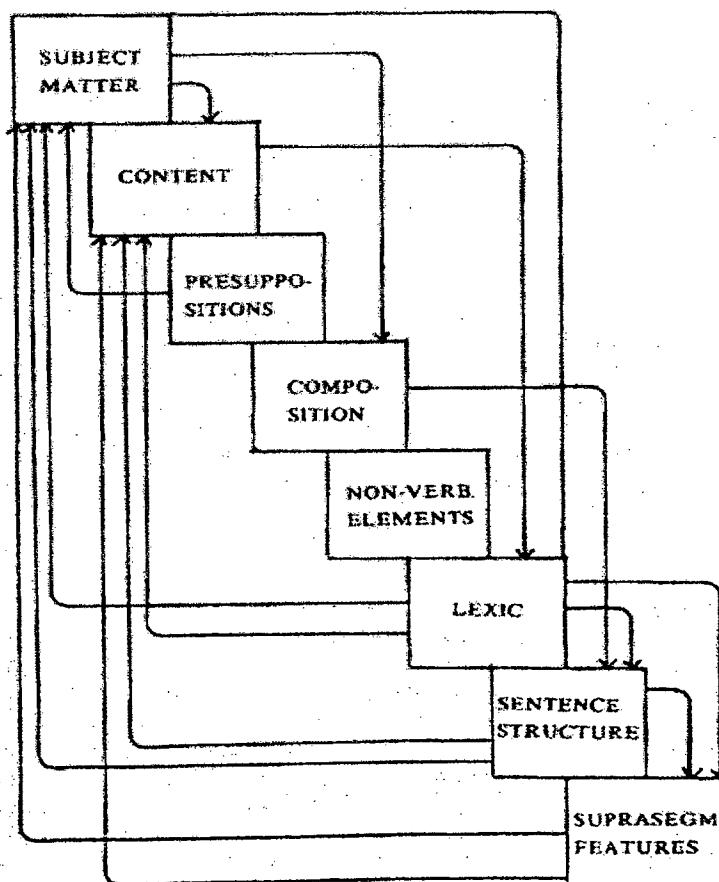 SUBJECT
MATTER
CONTENT
PRESUPPO-
SITIONS
COMPO-
SITION
NON-VERB.
ELEMENTS
LEXIC
SENTENCE
STRUCTURE
SUPRASEGM
FEATURES